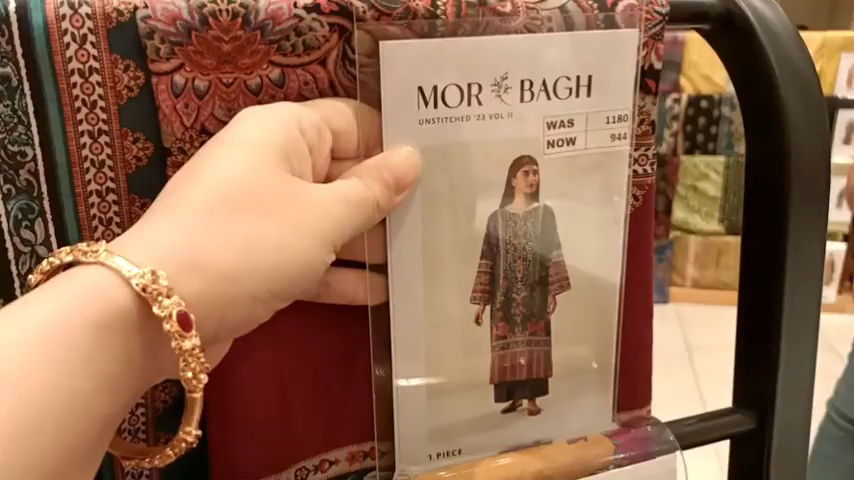 MOR BAGH
UNSTITCHED '23 VOL II
WAS 1180
NOW 944
1 PIECE